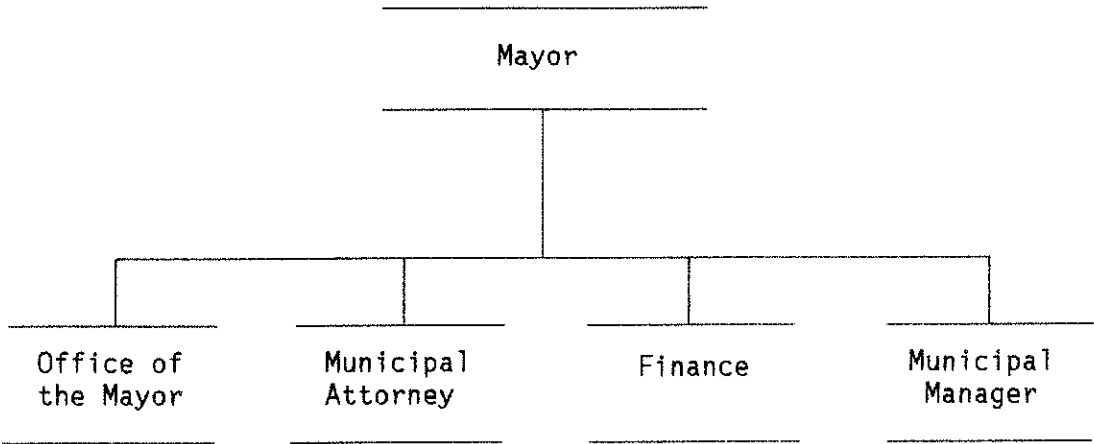 Mayor
Office of
the Mayor
Municipal
Attorney
Finance
Municipal
Manager